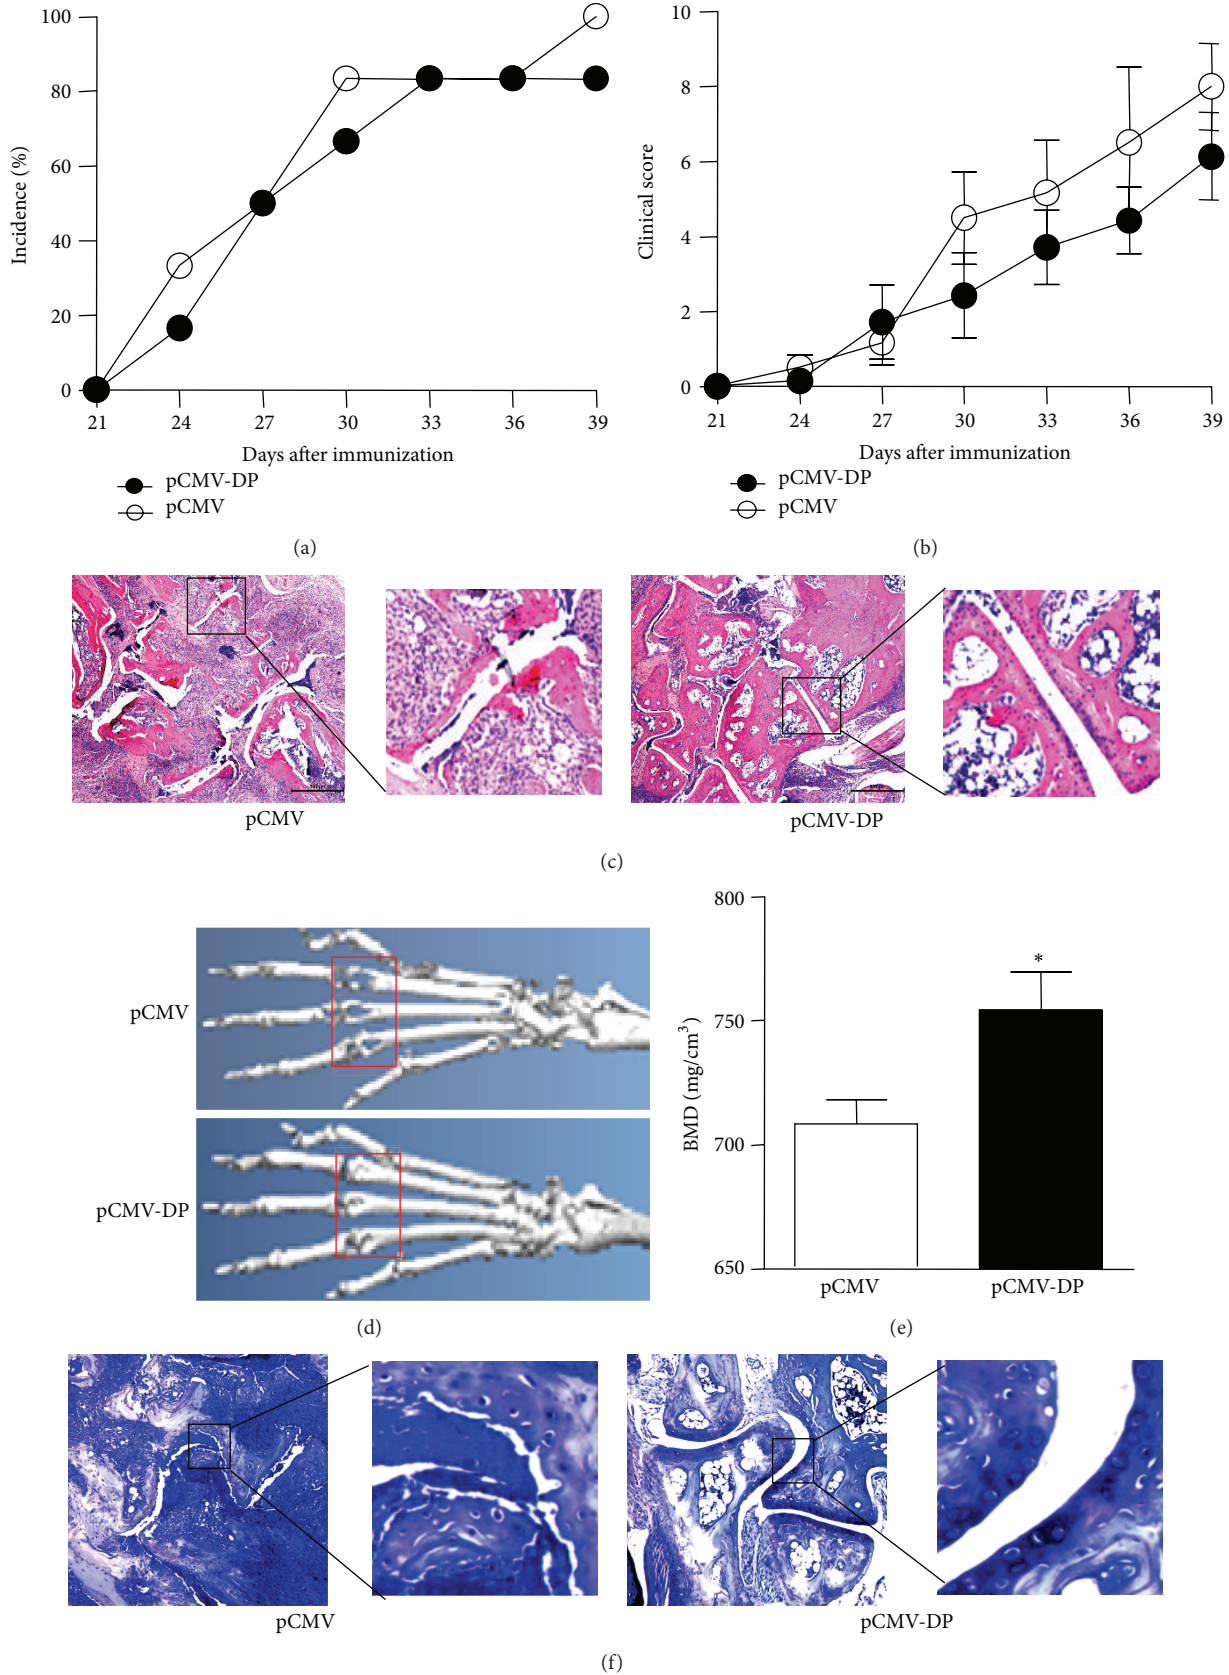 100
80
60
40
20
0
Incidence (%)
21 24 27 30 33 36 39
Days after immunization
pCMV-DP
pCMV
(a)
10
8
6
4
2
0
Clinical score
21 24 27 30 33 36 39
Days after immunization
pCMV-DP
pCMV
(b)
pCMV
pCMV-DP
(c)
pCMV
pCMV-DP
(d)
800
750
700
650
BMD (mg/cm³)
*
pCMV pCMV-DP
(e)
pCMV
pCMV-DP
(f)